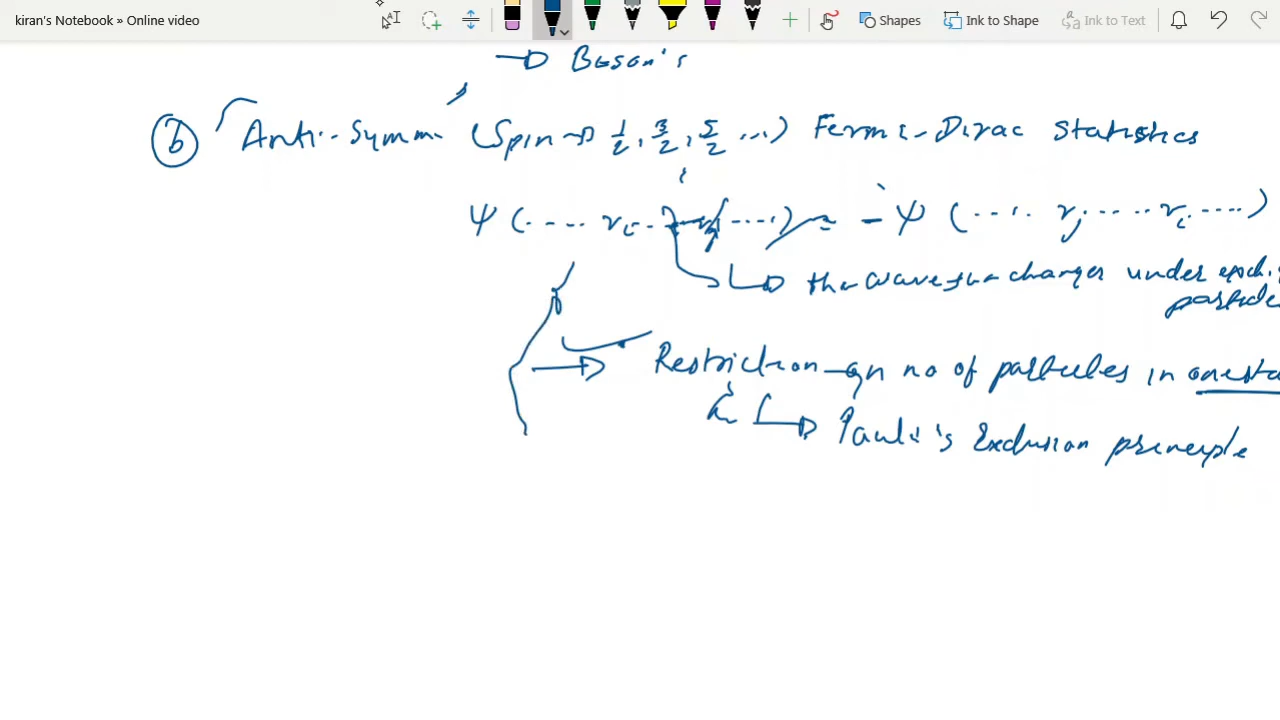 kiran's Notebook » Online video
Shapes Ink to Shape Ink to Text
→ Boson's
(b) Anti-Symm (Spin → 1/2, 3/2, 5/2 ...) Fermi-Dirac Statistics
Ψ (.... ri.. rj ....) = - Ψ (.... rj ..... ri ....)
→ the wavefun changes under exch.
particle
→ Restriction on no of particles in one sta
→ Pauli's Exclusion principle